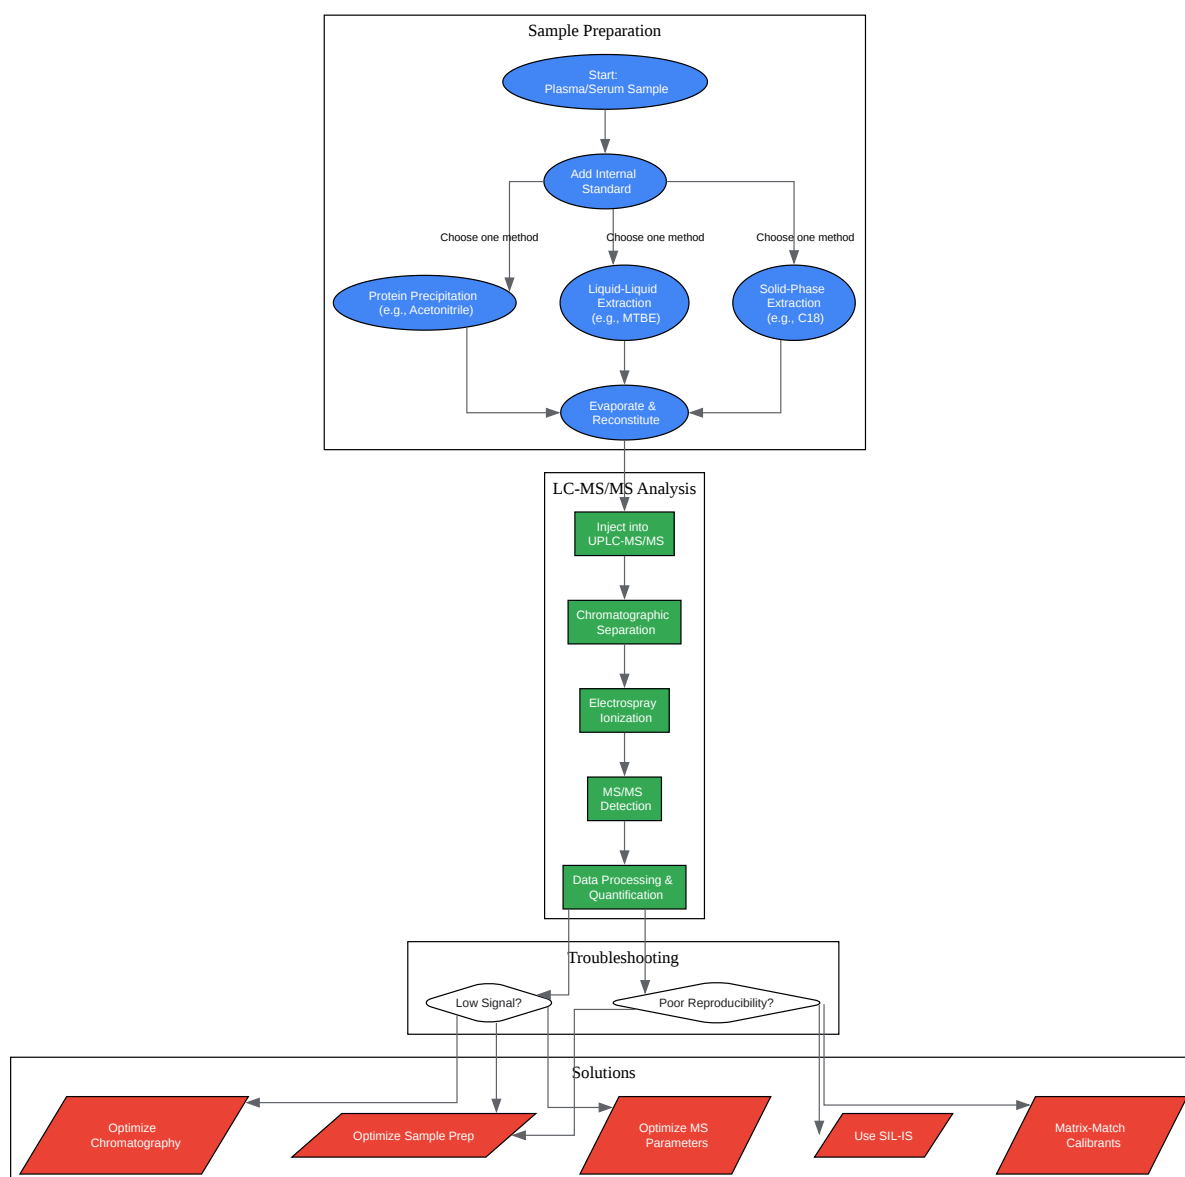 Sample Preparation
Start:
Plasma/Serum Sample
Add Internal
Standard
Choose one method
Choose one method
Choose one method
Protein Precipitation
(e.g., Acetonitrile)
Liquid-Liquid
Extraction
(e.g., MTBE)
Solid-Phase
Extraction
(e.g., C18)
Evaporate &
Reconstitute
LC-MS/MS Analysis
Inject into
UPLC-MS/MS
Chromatographic
Separation
Electrospray
Ionization
MS/MS
Detection
Data Processing &
Quantification
Troubleshooting
Low Signal?
Poor Reproducibility?
Solutions
Optimize
Chromatography
Optimize Sample Prep
Optimize MS
Parameters
Use SIL-IS
Matrix-Match
Calibrants